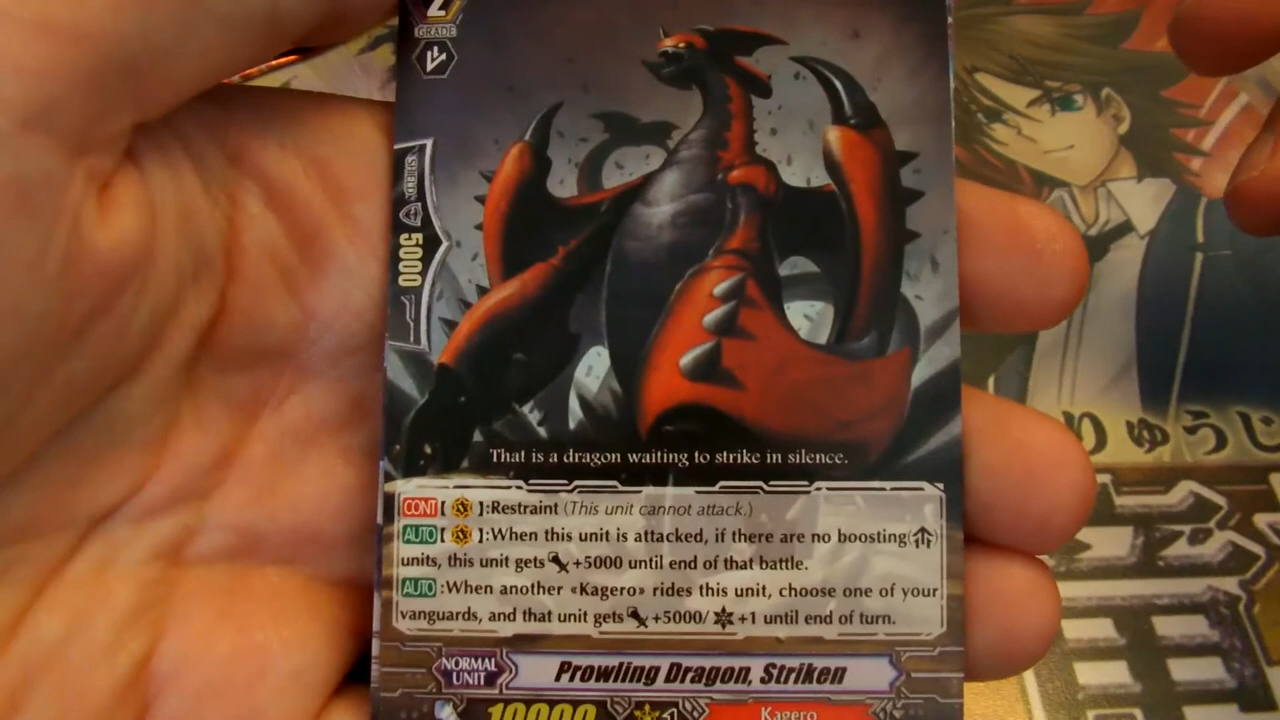 2
GRADE
SHIELD
5000
That is a dragon waiting to strike in silence.
CONT【 】:Restraint (This unit cannot attack.)
AUTO【 】:When this unit is attacked, if there are no boosting( )
units, this unit gets +5000 until end of that battle.
AUTO:When another «Kagero» rides this unit, choose one of your
vanguards, and that unit gets +5000/ +1 until end of turn.
NORMAL
UNIT
Prowling Dragon, Striken
10000
1
Kagero
りゅうじ